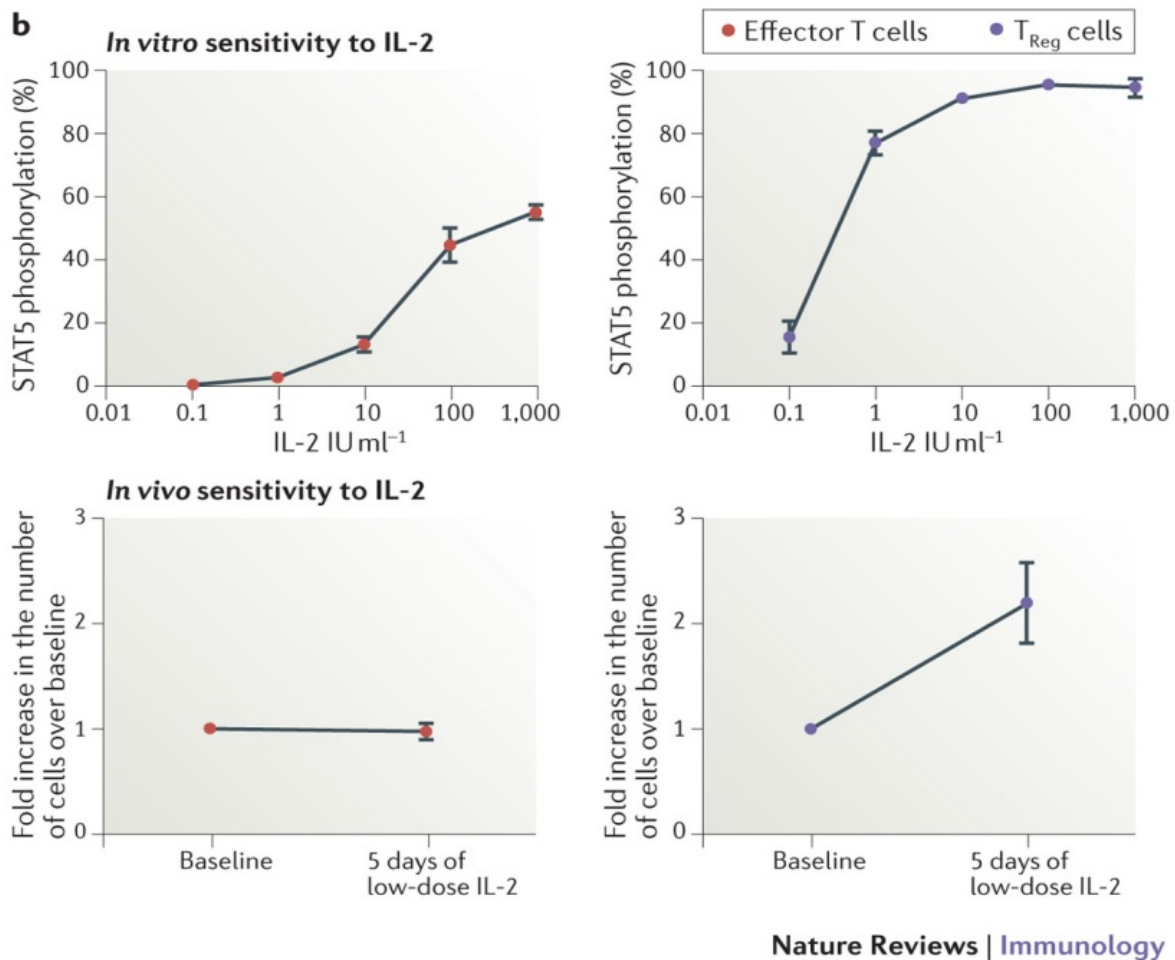 b
In vitro sensitivity to IL-2
Effector T cells
TReg cells
STAT5 phosphorylation (%)
100
80
60
40
20
0
0.01 0.1 1 10 100 1,000
IL-2 IU ml–1
STAT5 phosphorylation (%)
100
80
60
40
20
0
0.01 0.1 1 10 100 1,000
IL-2 IU ml–1
In vivo sensitivity to IL-2
Fold increase in the number
of cells over baseline
3
2
1
0
Baseline
5 days of
low-dose IL-2
Fold increase in the number
of cells over baseline
3
2
1
0
Baseline
5 days of
low-dose IL-2
Nature Reviews | Immunology